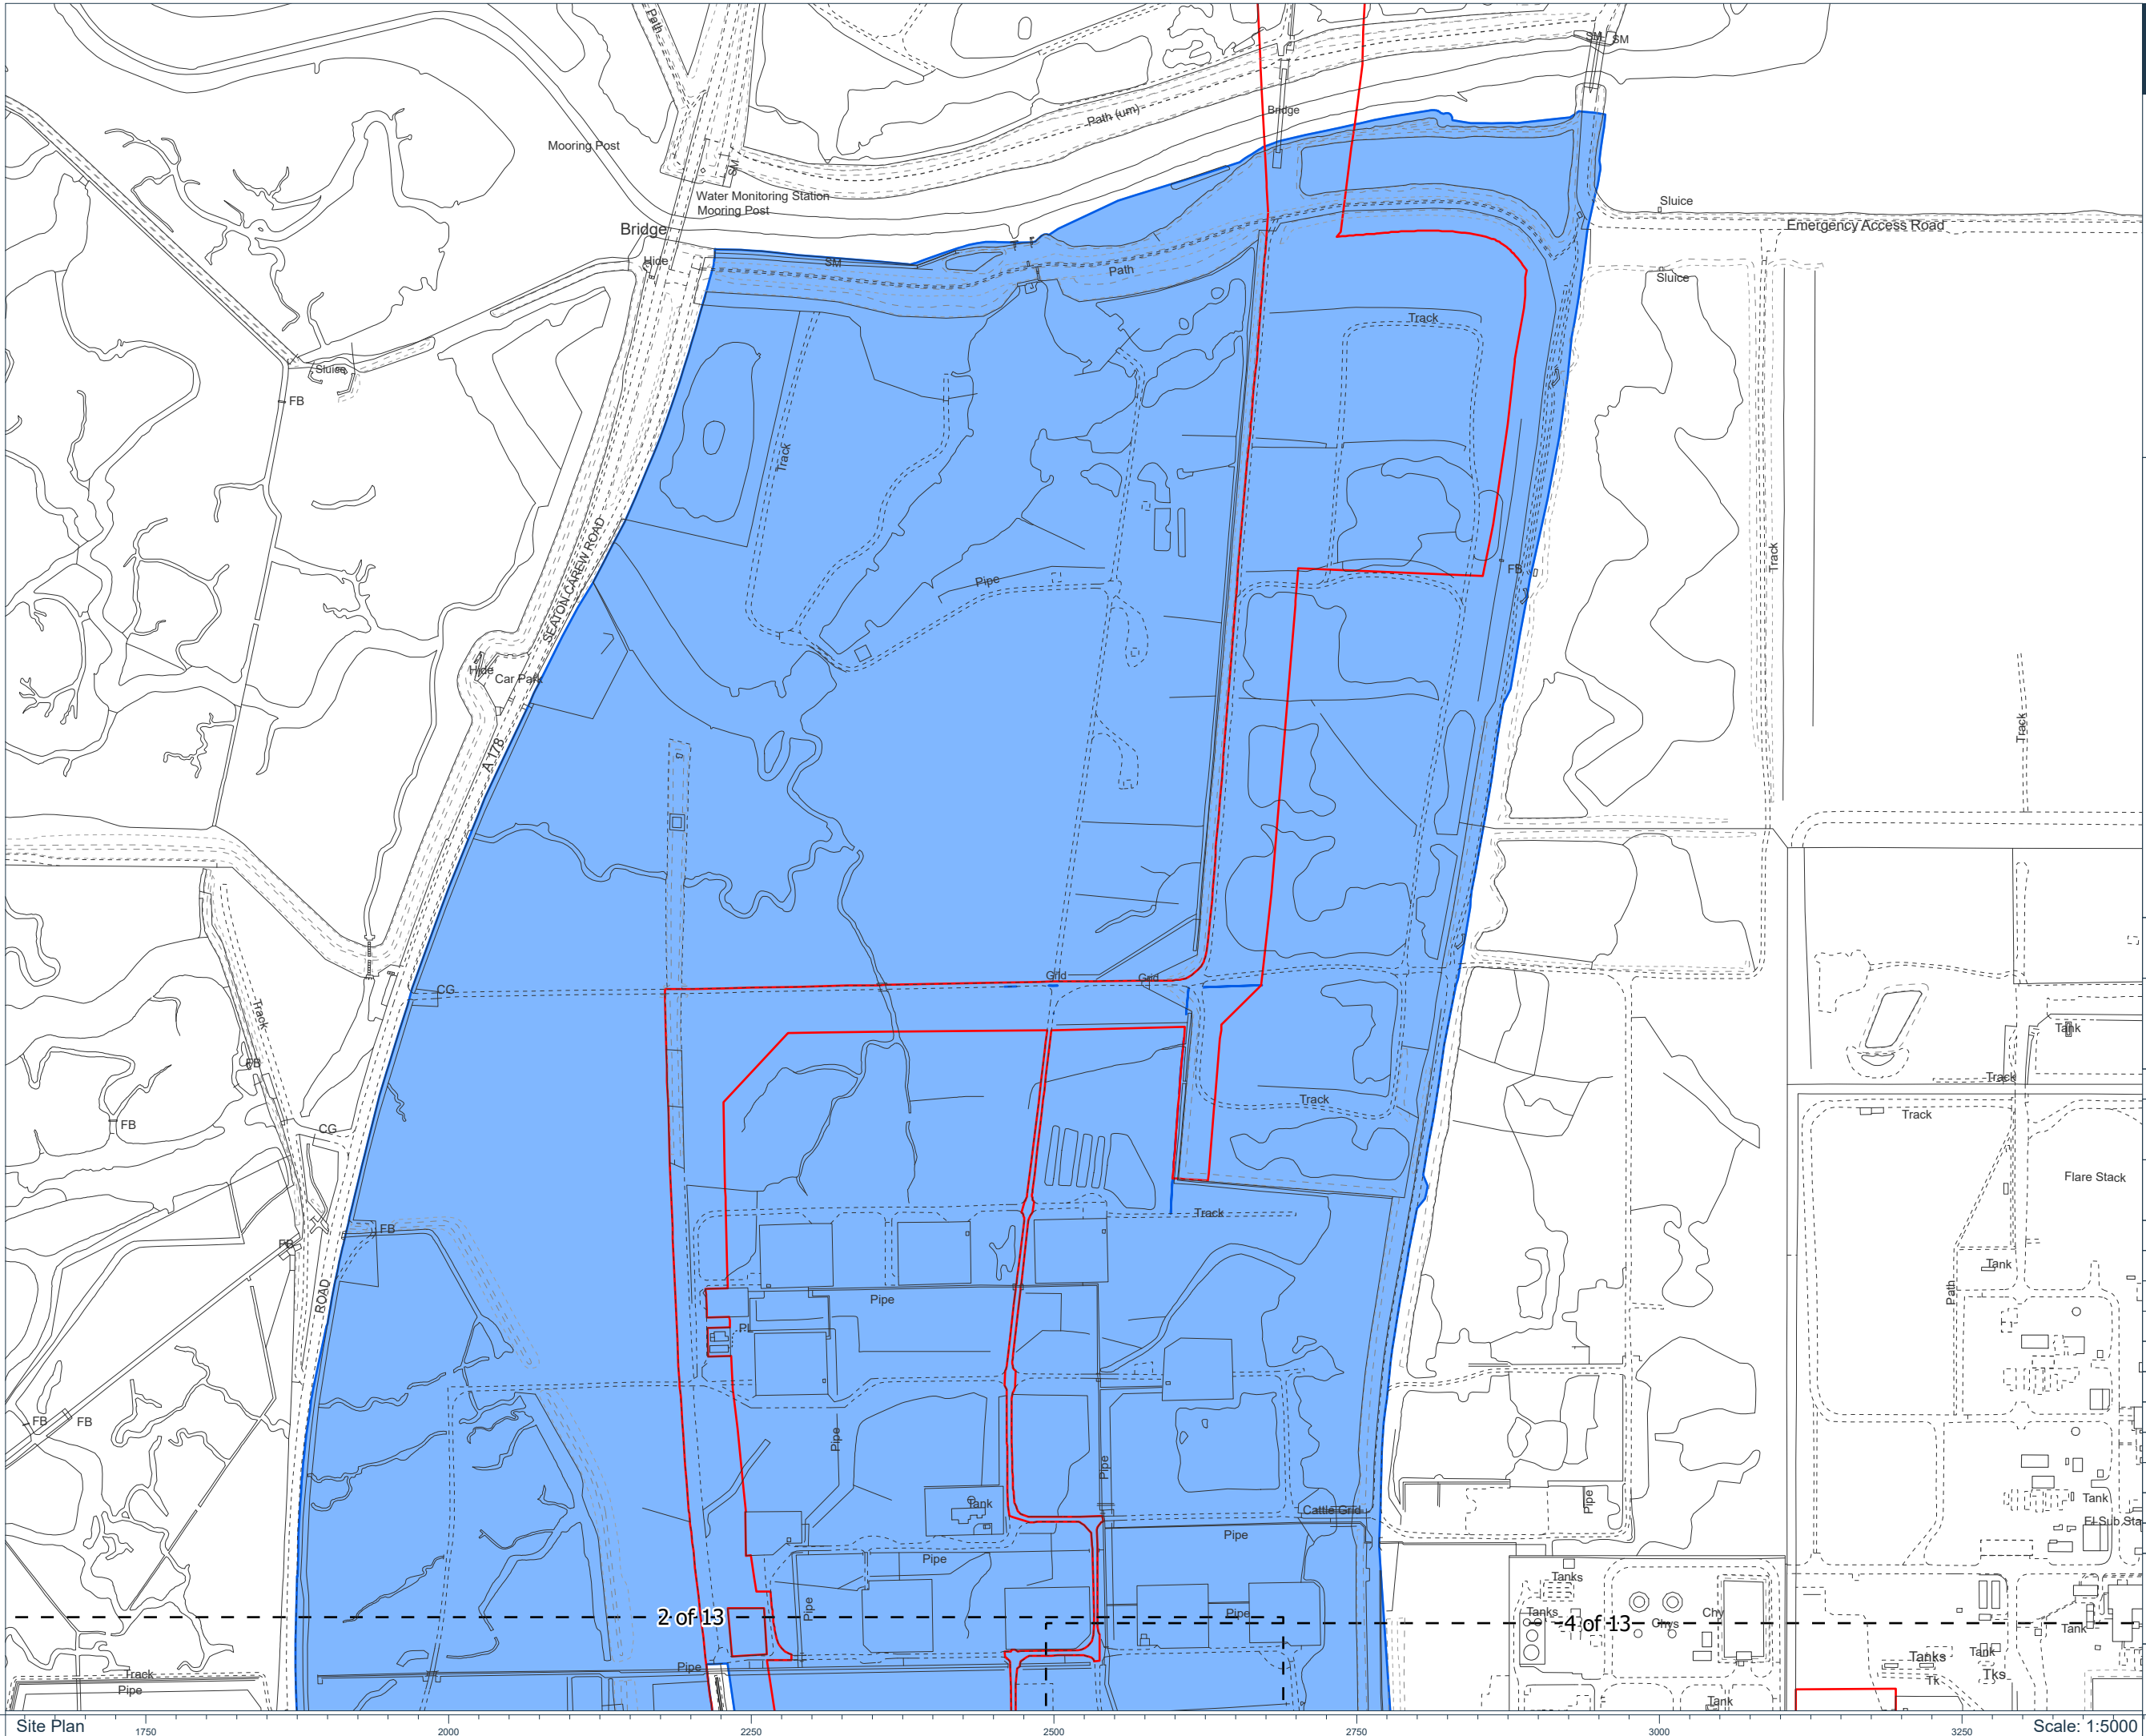 Path
SM
SM
Path (um)
Bridge
Mooring Post
SM
Water Monitoring Station
Mooring Post
Sluice
Bridge
Emergency Access Road
Hide
SM
Path
Sluice
Track
Sluice
FB
Track
SEATON CAREW ROAD
Track
FB
Pipe
Hide
Car Park
A 178
Track
Grid
Grid
CG
Track
Tank
FB
Track
Track
Track
FB
CG
Flare Stack
Track
FB
FB
Tank
ROAD
Path
Pipe
PL
FB
FB
Pipe
Pipe
Tank
Cattle Grid
Pipe
Tank
El Sub Sta
Pipe
Pipe
Tanks
Pipe
Tanks
Pipe
Chy
2 of 13
4 of 13
Chys
Tank
Tank
Tanks
Pipe
Track
Tks
Tk
Pipe
Tank
Site Plan
1750
2000
2250
2500
2750
3000
3250
Scale: 1:5000